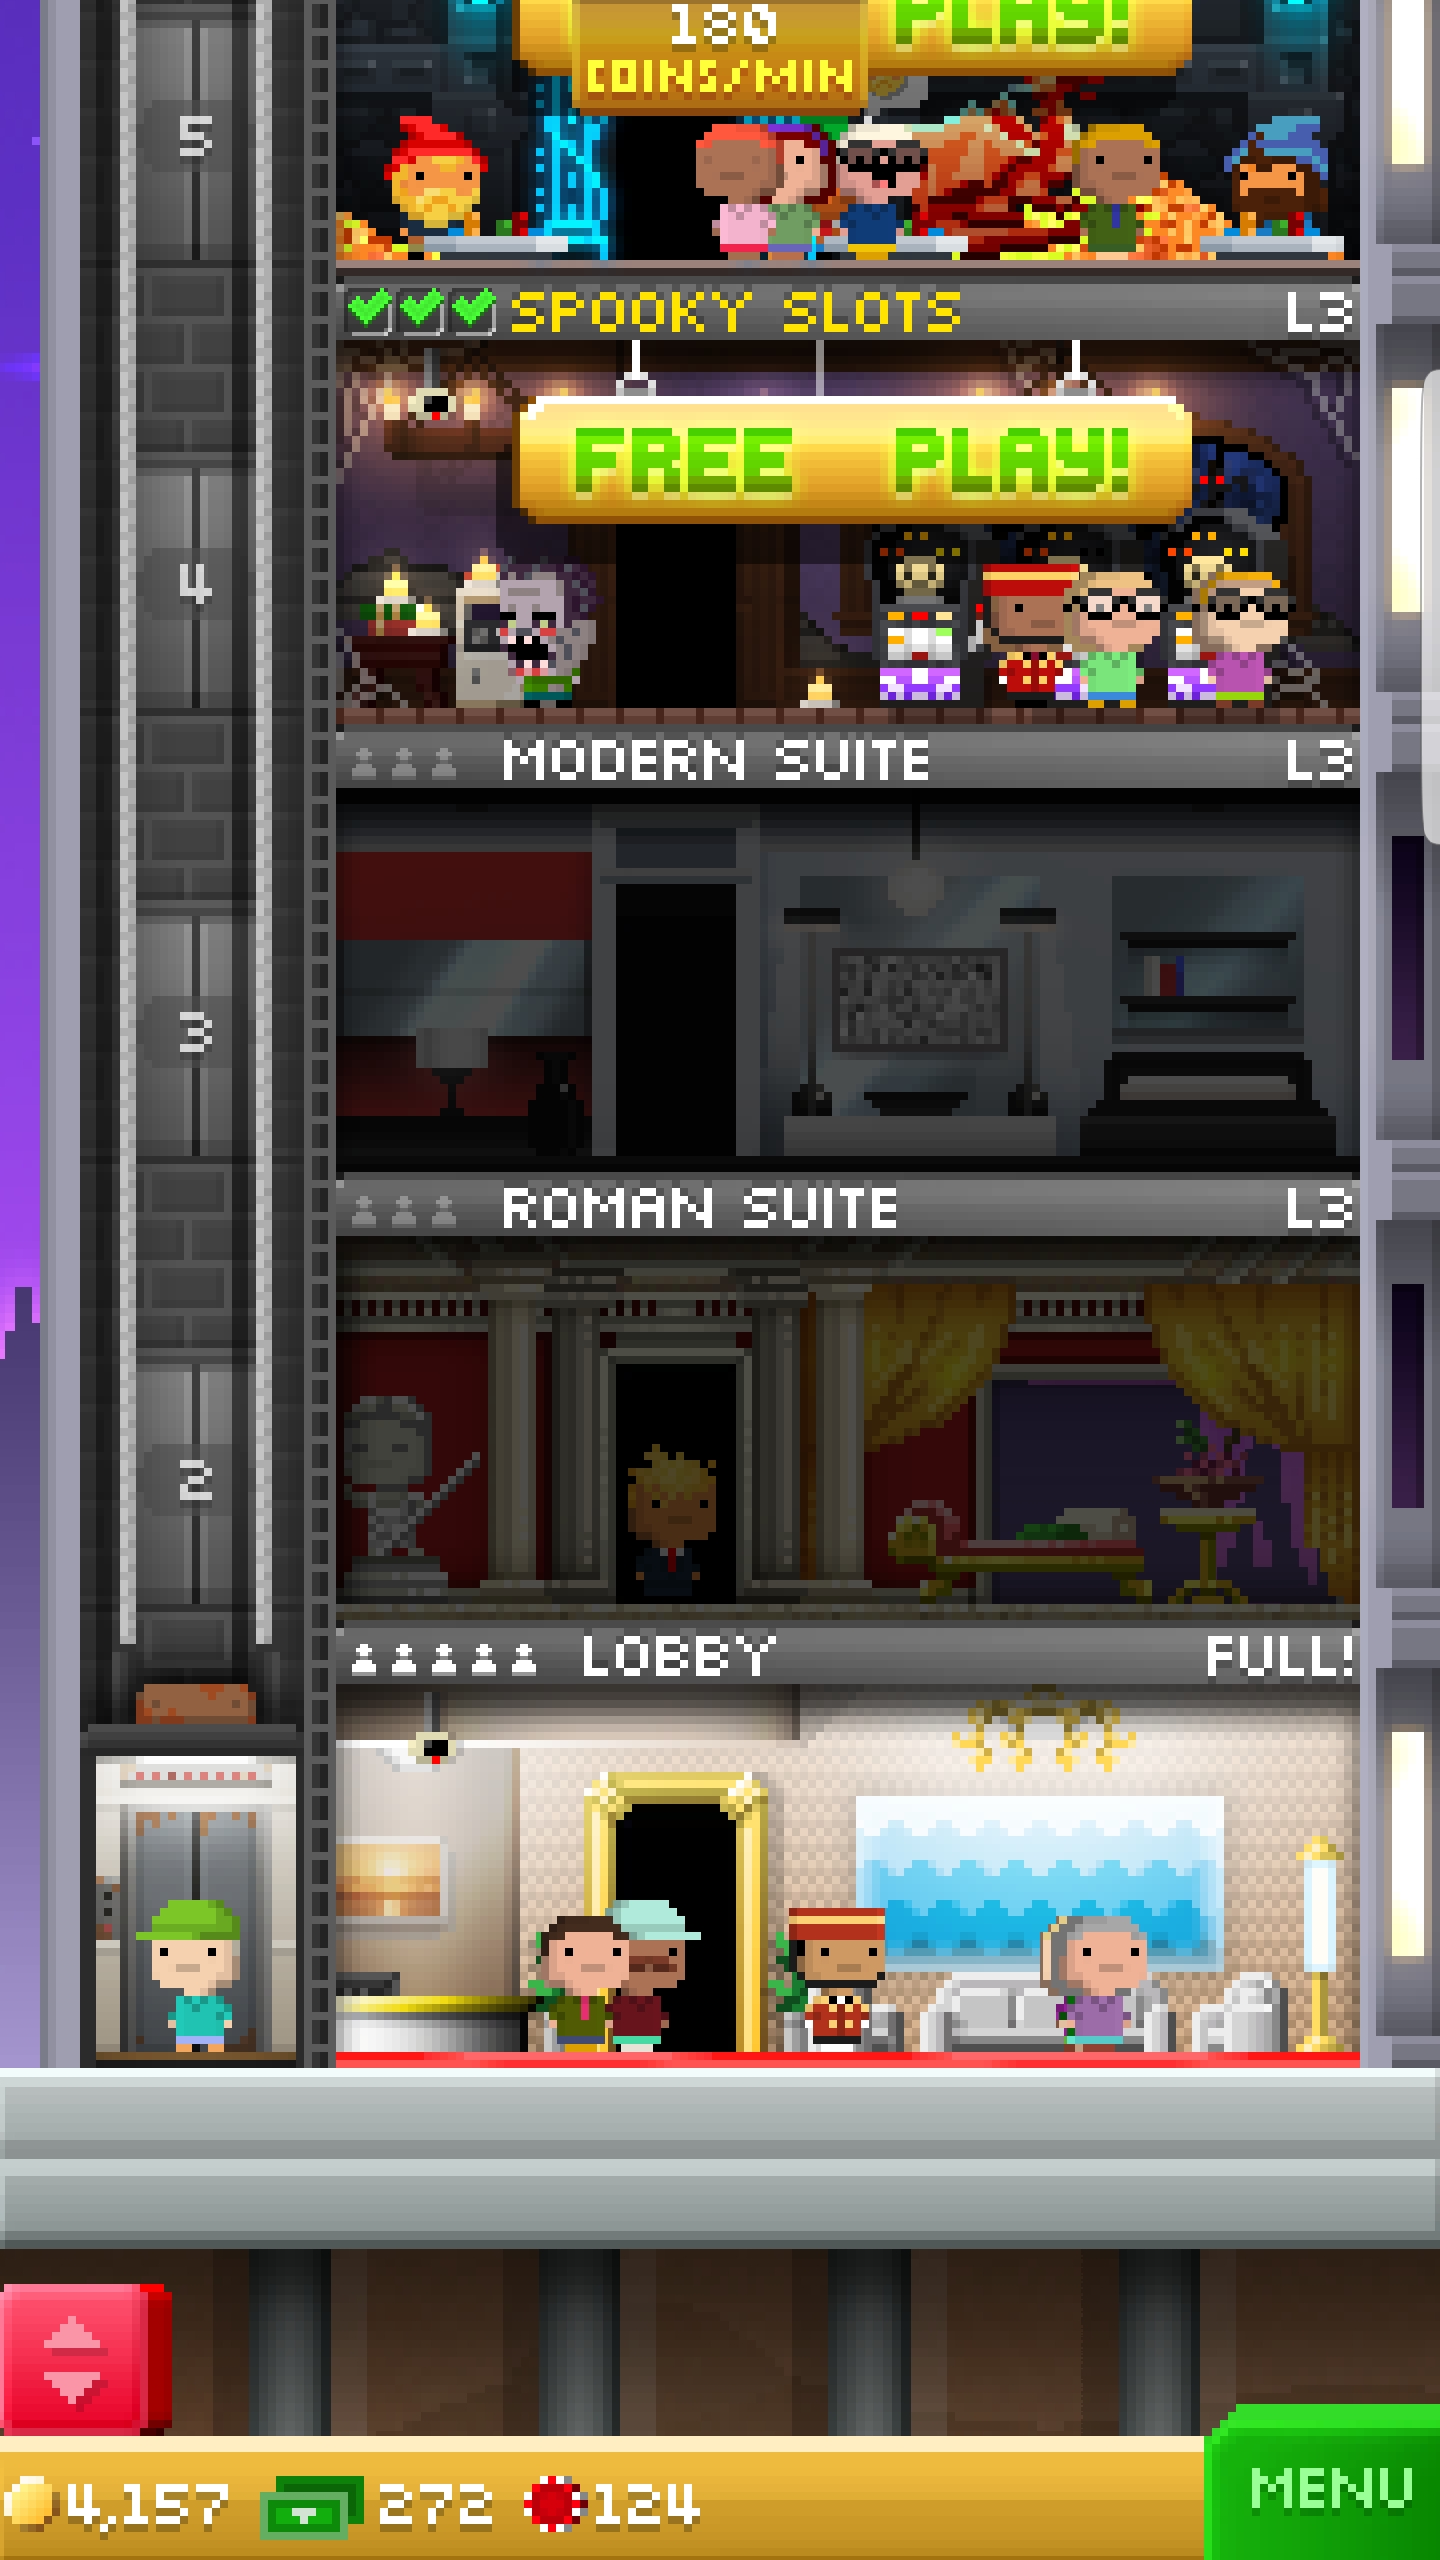 180
PLAY!
COINS/MIN
5
SPOOKY SLOTS L3
FREE PLAY!
4
MODERN SUITE L3
3
ROMAN SUITE L3
2
LOBBY FULL!
4,157 272 124
MENU